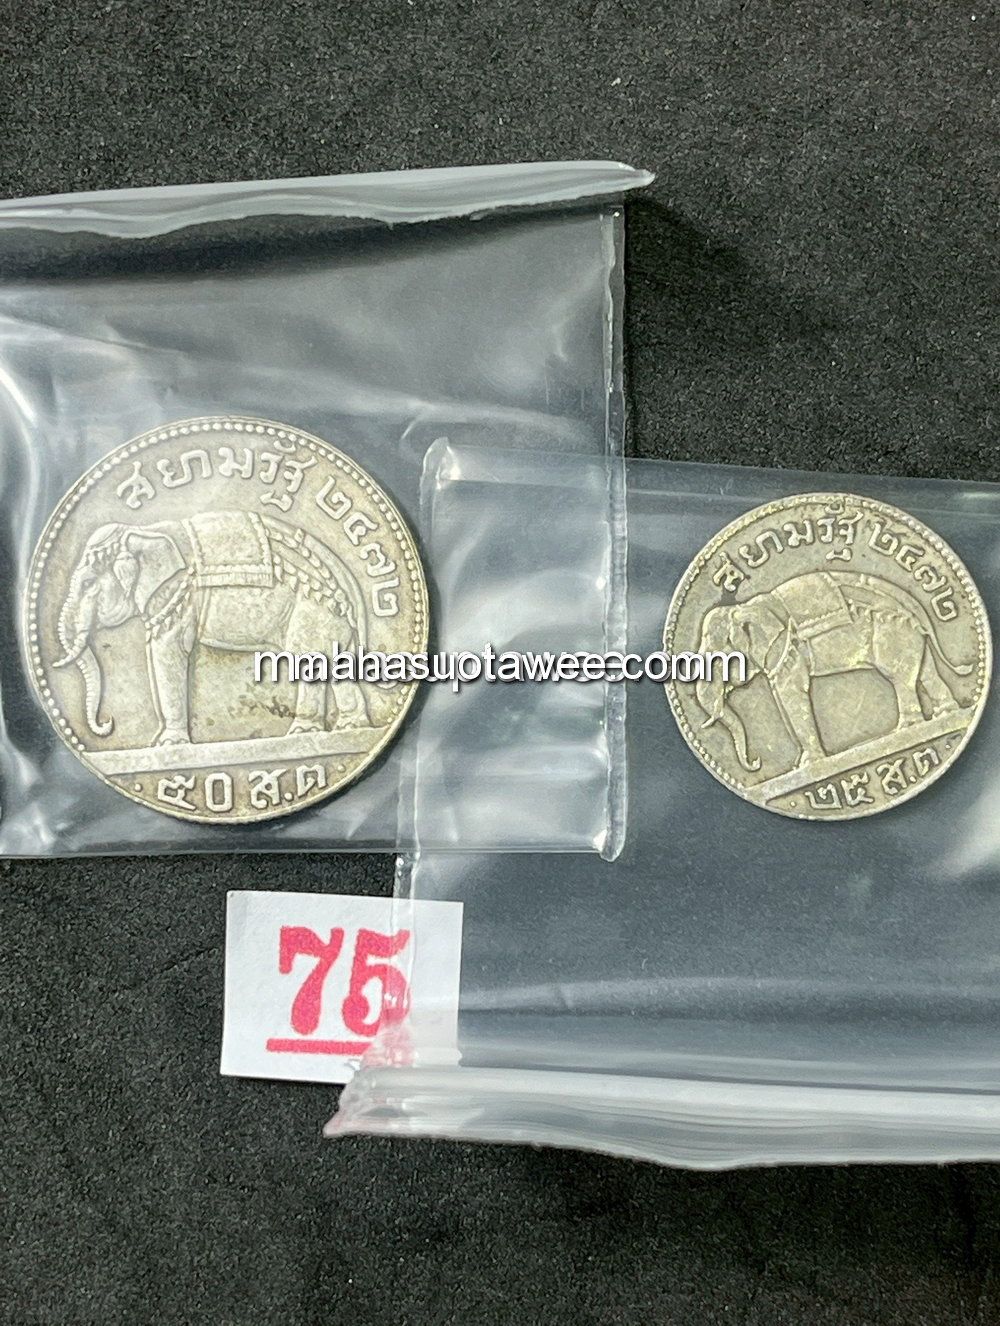 สยามรัฐ ๒๔๗๒
๕๐ ส.ต.
สยามรัฐ ๒๔๗๒
๒๕ ส.ต.
mmahasuptawee.com
75